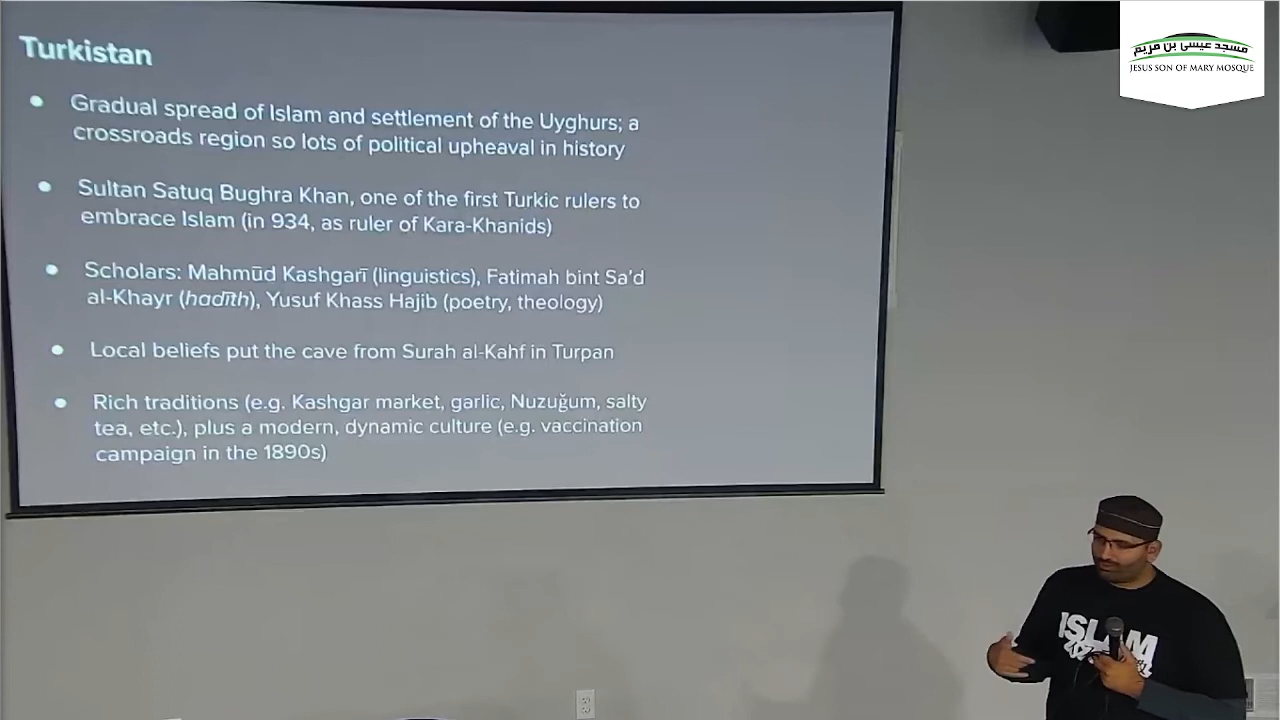 Turkistan
Gradual spread of Islam and settlement of the Uyghurs; a
crossroads region so lots of political upheaval in history
Sultan Satuq Bughra Khan, one of the first Turkic rulers to
embrace Islam (in 934, as ruler of Kara-Khanids)
Scholars: Mahmūd Kashgarī (linguistics), Fatimah bint Sa'd
al-Khayr (hadīth), Yusuf Khass Hajib (poetry, theology)
Local beliefs put the cave from Surah al-Kahf in Turpan
Rich traditions (e.g. Kashgar market, garlic, Nuzuğum, salty
tea, etc.), plus a modern, dynamic culture (e.g. vaccination
campaign in the 1890s)
مسجد عيسى بن مريم
JESUS SON OF MARY MOSQUE
ISLAM